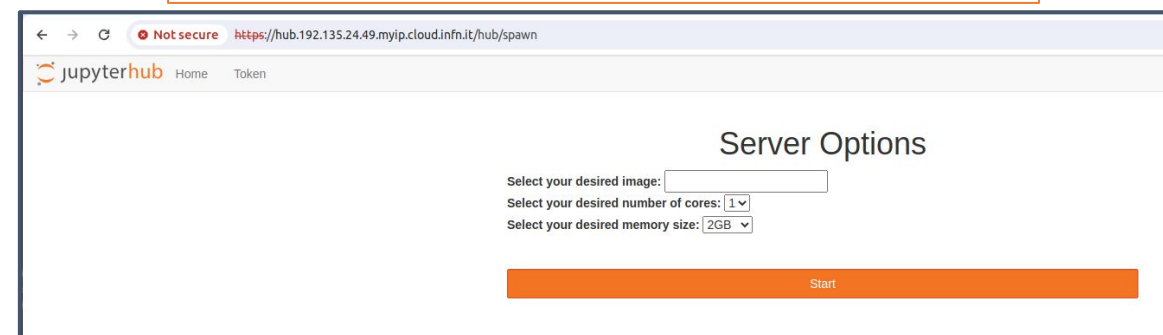 Not secure https://hub.192.135.24.49.myip.cloud.infn.it/hub/spawn
jupyterhub Home Token
Server Options
Select your desired image:
Select your desired number of cores: 1
Select your desired memory size: 2GB
Start